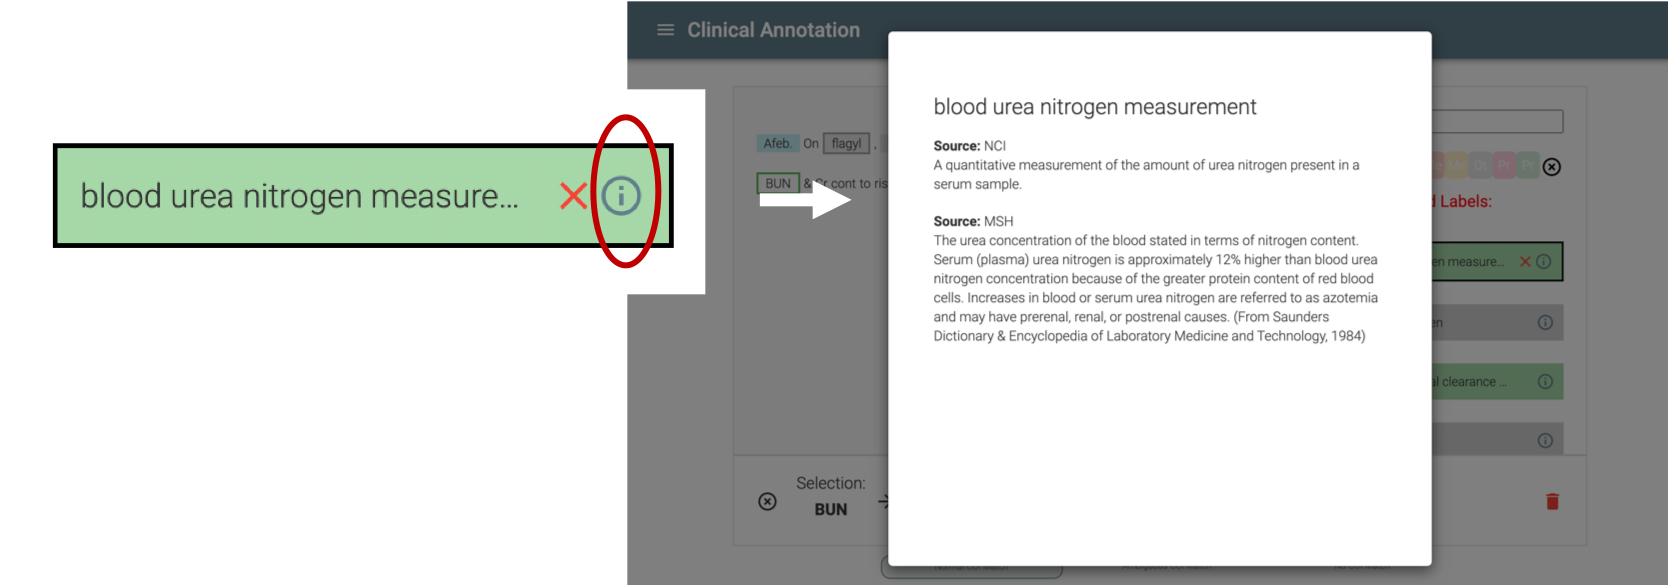 blood urea nitrogen measure...
Clinical Annotation
Afeb. On flagyl ,
BUN & Cr cont to ris
blood urea nitrogen measurement
Source: NCI
A quantitative measurement of the amount of urea nitrogen present in a
serum sample.
Source: MSH
The urea concentration of the blood stated in terms of nitrogen content.
Serum (plasma) urea nitrogen is approximately 12% higher than blood urea
nitrogen concentration because of the greater protein content of red blood
cells. Increases in blood or serum urea nitrogen are referred to as azotemia
and may have prerenal, renal, or postrenal causes. (From Saunders
Dictionary & Encyclopedia of Laboratory Medicine and Technology, 1984)
Pr Pr
Labels:
en measure...
en
al clearance ...
Selection:
BUN